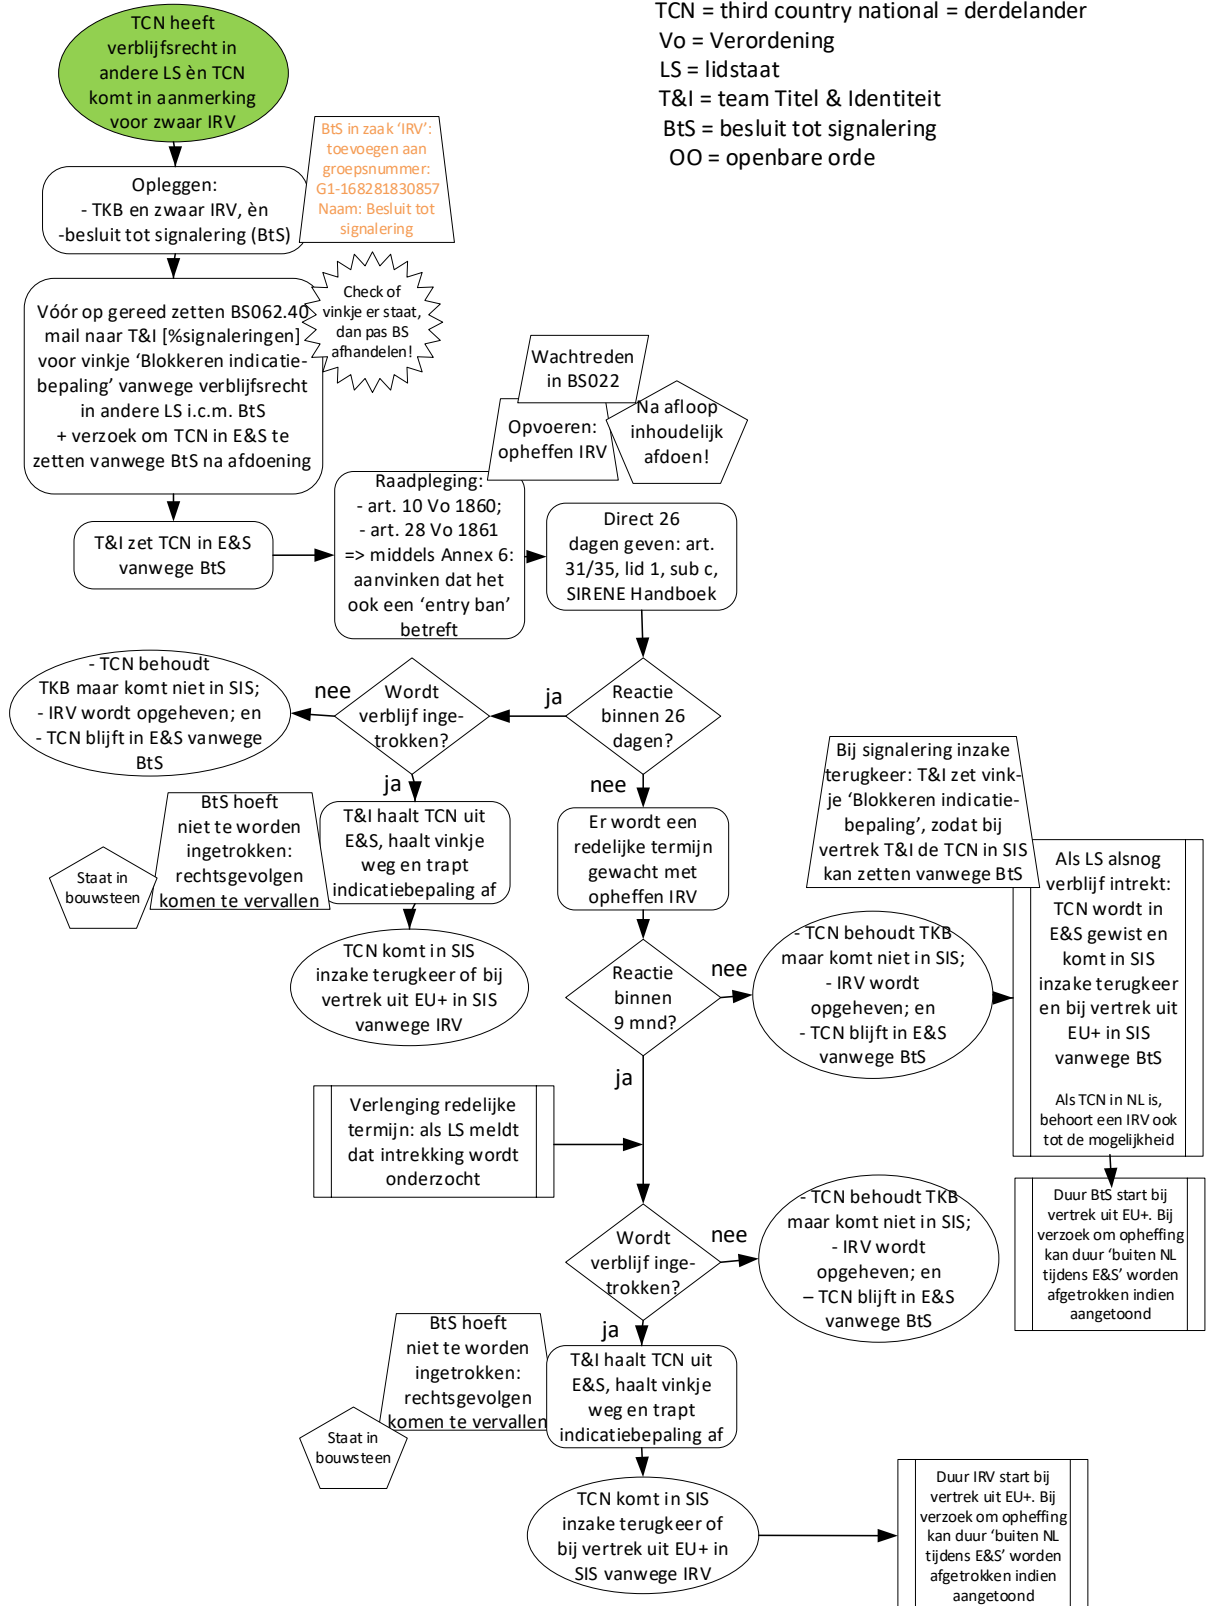 TCN = third country national = derdelander
Vo = Verordening
LS = lidstaat
T&I = team Titel & Identiteit
BtS = besluit tot signalering
OO = openbare orde
TCN heeft
verblijfsrecht in
andere LS èn TCN
komt in aanmerking
voor zwaar IRV
BtS in zaak ‘IRV’:
toevoegen aan
groepsnummer:
G1-168281830857
Naam: Besluit tot
signalering
Opleggen:
- TKB en zwaar IRV, èn
-besluit tot signalering (BtS)
Vóór op gereed zetten BS062.40
mail naar T&I [%signaleringen]
voor vinkje ‘Blokkeren indicatie-
bepaling’ vanwege verblijfsrecht
in andere LS i.c.m. BtS
+ verzoek om TCN in E&S te
zetten vanwege BtS na afdoening
Check of
vinkje er staat,
dan pas BS
afhandelen!
Wachtreden
in BS022
Opvoeren:
opheffen IRV
Na afloop
inhoudelijk
afdoen!
T&I zet TCN in E&S
vanwege BtS
Raadpleging:
- art. 10 Vo 1860;
- art. 28 Vo 1861
=> middels Annex 6:
aanvinken dat het
ook een ‘entry ban’
betreft
Direct 26
dagen geven: art.
31/35, lid 1, sub c,
SIRENE Handboek
Reactie
binnen 26
dagen?
ja
Wordt
verblijf inge-
trokken?
nee
- TCN behoudt
TKB maar komt niet in SIS;
- IRV wordt opgeheven; en
- TCN blijft in E&S vanwege
BtS
ja
T&I haalt TCN uit
E&S, haalt vinkje
weg en trapt
indicatiebepaling af
BtS hoeft
niet te worden
ingetrokken:
rechtsgevolgen
komen te vervallen
Staat in
bouwsteen
TCN komt in SIS
inzake terugkeer of bij
vertrek uit EU+ in SIS
vanwege IRV
nee
Er wordt een
redelijke termijn
gewacht met
opheffen IRV
Reactie
binnen
9 mnd?
nee
- TCN behoudt TKB
maar komt niet in SIS;
- IRV wordt
opgeheven; en
- TCN blijft in E&S
vanwege BtS
Bij signalering inzake
terugkeer: T&I zet vink-
je ‘Blokkeren indicatie-
bepaling’, zodat bij
vertrek T&I de TCN in SIS
kan zetten vanwege BtS
Als LS alsnog
verblijf intrekt:
TCN wordt in
E&S gewist en
komt in SIS
inzake terugkeer
en bij vertrek uit
EU+ in SIS
vanwege BtS
Als TCN in NL is,
behoort een IRV ook
tot de mogelijkheid
Duur BtS start bij
vertrek uit EU+. Bij
verzoek om opheffing
kan duur ‘buiten NL
tijdens E&S’ worden
afgetrokken indien
aangetoond
ja
Verlenging redelijke
termijn: als LS meldt
dat intrekking wordt
onderzocht
Wordt
verblijf inge-
trokken?
nee
- TCN behoudt TKB
maar komt niet in SIS;
- IRV wordt
opgeheven; en
– TCN blijft in E&S
vanwege BtS
ja
T&I haalt TCN uit
E&S, haalt vinkje
weg en trapt
indicatiebepaling af
BtS hoeft
niet te worden
ingetrokken:
rechtsgevolgen
komen te vervallen
Staat in
bouwsteen
TCN komt in SIS
inzake terugkeer of
bij vertrek uit EU+ in
SIS vanwege IRV
Duur IRV start bij
vertrek uit EU+. Bij
verzoek om opheffing
kan duur ‘buiten NL
tijdens E&S’ worden
afgetrokken indien
aangetoond